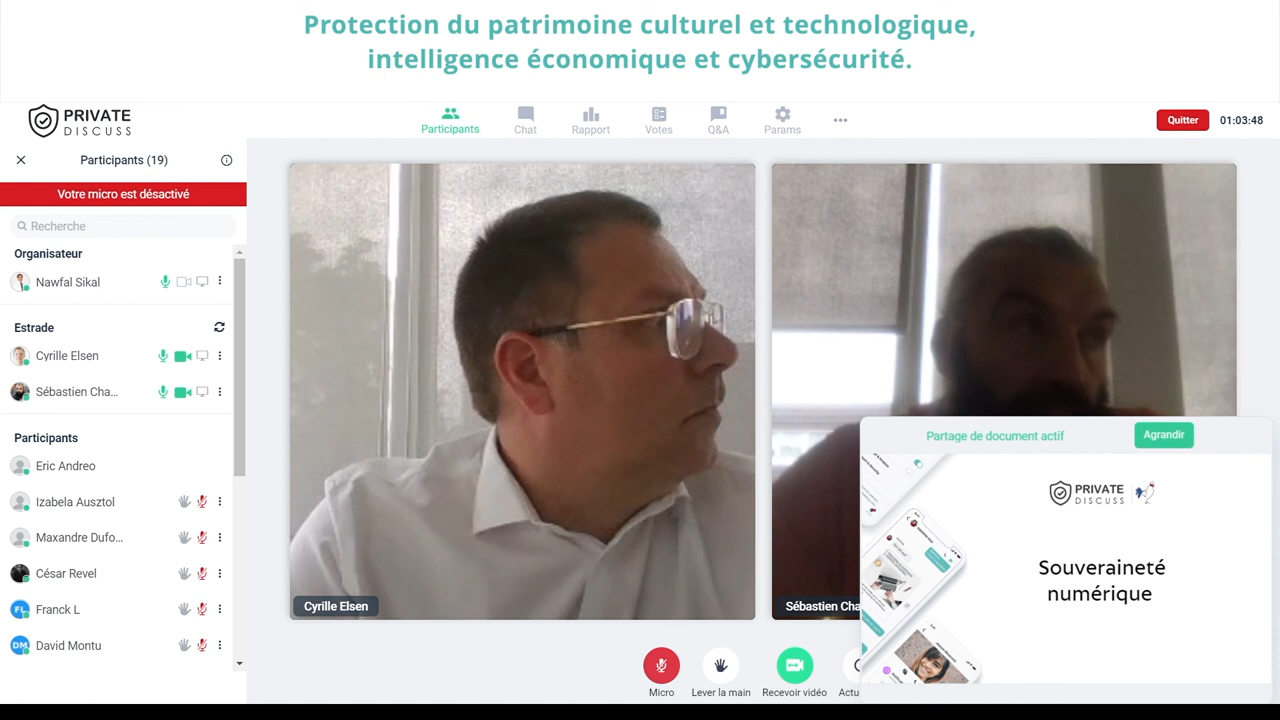 Protection du patrimoine culturel et technologique,
intelligence économique et cybersécurité.
PRIVATE
DISCUSS
Participants
Chat
Rapport
Votes
Q&A
Params
Quitter
01:03:48
Participants (19)
Votre micro est désactivé
Recherche
Organisateur
Nawfal Sikal
Estrade
Cyrille Elsen
Sébastien Cha...
Participants
Eric Andreo
Izabela Ausztol
Maxandre Dufo...
César Revel
FL Franck L
DM David Montu
Cyrille Elsen
Sébastien Cha
Partage de document actif
Agrandir
PRIVATE
DISCUSS
Souveraineté
numérique
Micro
Lever la main
Recevoir vidéo
Actu